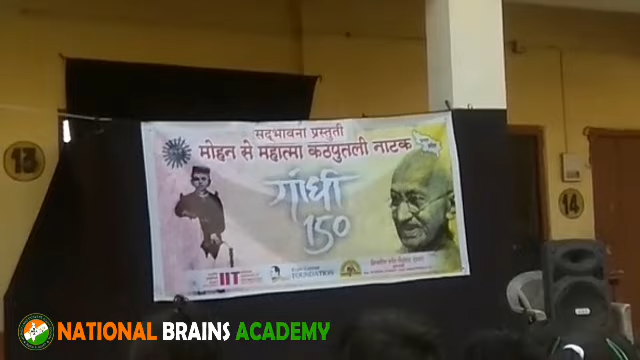 सद्भावना प्रस्तुती
मोहन से महात्मा कठपुतली नाटक
13
गांधी
150
14
IIT
FOUNDATION
NATIONAL BRAINS ACADEMY